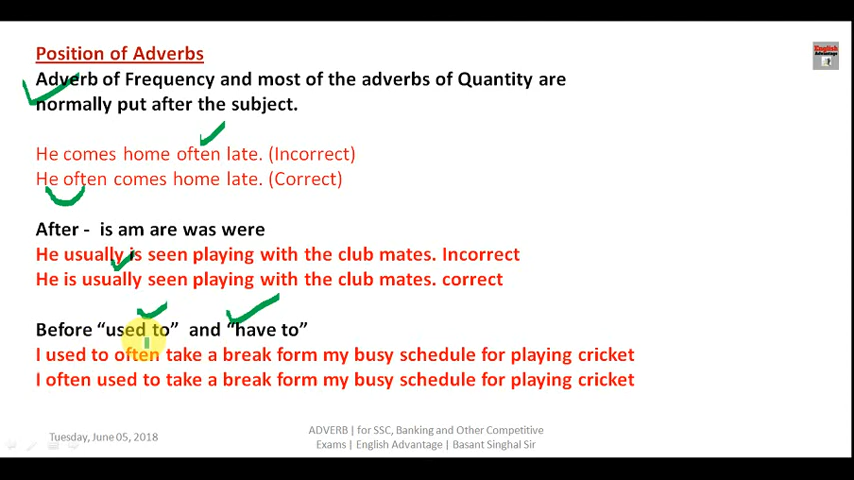 Position of Adverbs
English
Advantage
Adverb of Frequency and most of the adverbs of Quantity are
normally put after the subject.
He comes home often late. (Incorrect)
He often comes home late. (Correct)
After - is am are was were
He usually is seen playing with the club mates. Incorrect
He is usually seen playing with the club mates. correct
Before “used to” and “have to”
I used to often take a break form my busy schedule for playing cricket
I often used to take a break form my busy schedule for playing cricket
Tuesday, June 05, 2018
ADVERB | for SSC, Banking and Other Competitive
Exams | English Advantage | Basant Singhal Sir